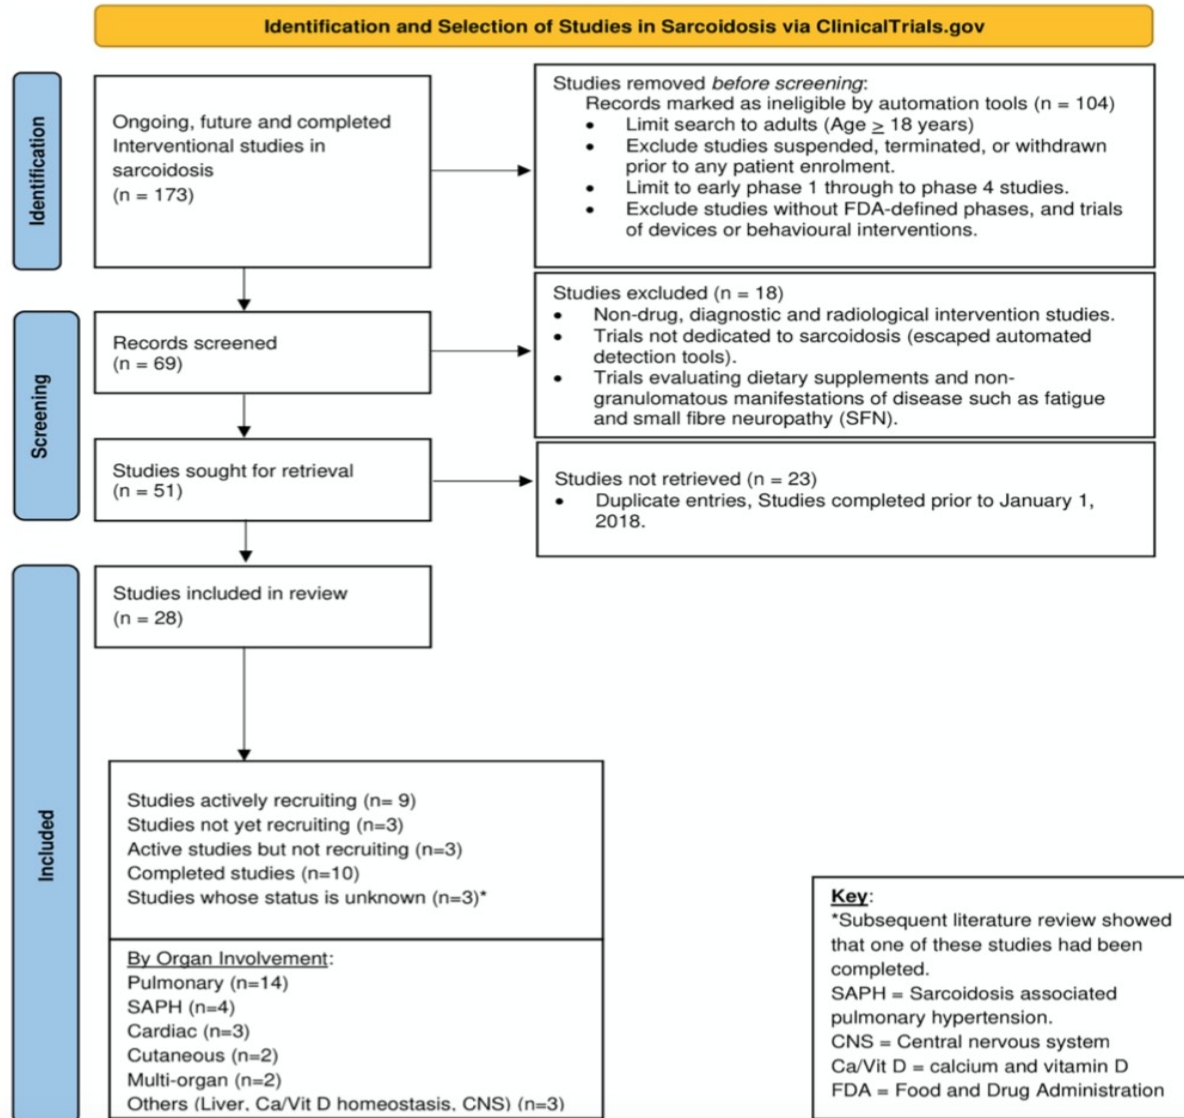 Identification and Selection of Studies in Sarcoidosis via ClinicalTrials.gov
Identification
Ongoing, future and completed
Interventional studies in
sarcoidosis
(n = 173)
Studies removed before screening:
Records marked as ineligible by automation tools (n = 104)
• Limit search to adults (Age ≥ 18 years)
• Exclude studies suspended, terminated, or withdrawn
prior to any patient enrolment.
• Limit to early phase 1 through to phase 4 studies.
• Exclude studies without FDA-defined phases, and trials
of devices or behavioural interventions.
Screening
Records screened
(n = 69)
Studies excluded (n = 18)
• Non-drug, diagnostic and radiological intervention studies.
• Trials not dedicated to sarcoidosis (escaped automated
detection tools).
• Trials evaluating dietary supplements and non-
granulomatous manifestations of disease such as fatigue
and small fibre neuropathy (SFN).
Studies sought for retrieval
(n = 51)
Studies not retrieved (n = 23)
• Duplicate entries, Studies completed prior to January 1,
2018.
Included
Studies included in review
(n = 28)
Studies actively recruiting (n= 9)
Studies not yet recruiting (n=3)
Active studies but not recruiting (n=3)
Completed studies (n=10)
Studies whose status is unknown (n=3)*
By Organ Involvement:
Pulmonary (n=14)
SAPH (n=4)
Cardiac (n=3)
Cutaneous (n=2)
Multi-organ (n=2)
Others (Liver, Ca/Vit D homeostasis, CNS) (n=3)
Key:
*Subsequent literature review showed
that one of these studies had been
completed.
SAPH = Sarcoidosis associated
pulmonary hypertension.
CNS = Central nervous system
Ca/Vit D = calcium and vitamin D
FDA = Food and Drug Administration